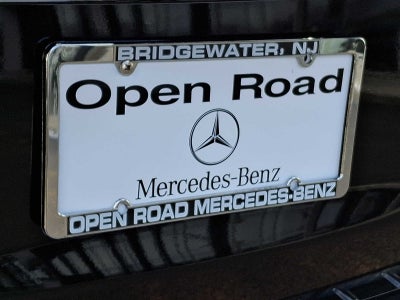 BRIDGEWATER, NJ
Open Road
Mercedes-Benz
OPEN ROAD MERCEDES-BENZ